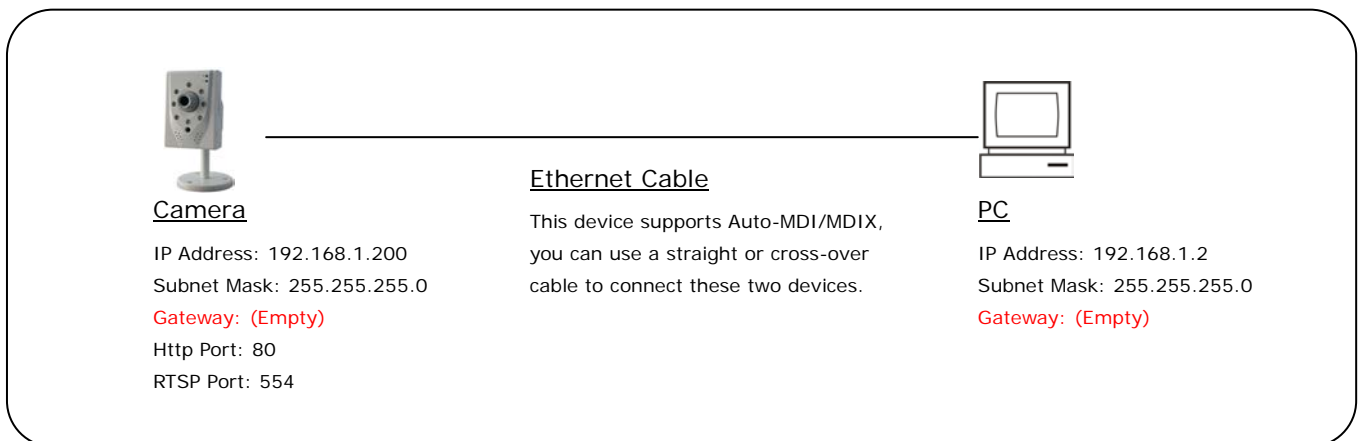 Camera
IP Address: 192.168.1.200
Subnet Mask: 255.255.255.0
Gateway: (Empty)
Http Port: 80
RTSP Port: 554
Ethernet Cable
This device supports Auto-MDI/MDIX,
you can use a straight or cross-over
cable to connect these two devices.
PC
IP Address: 192.168.1.2
Subnet Mask: 255.255.255.0
Gateway: (Empty)